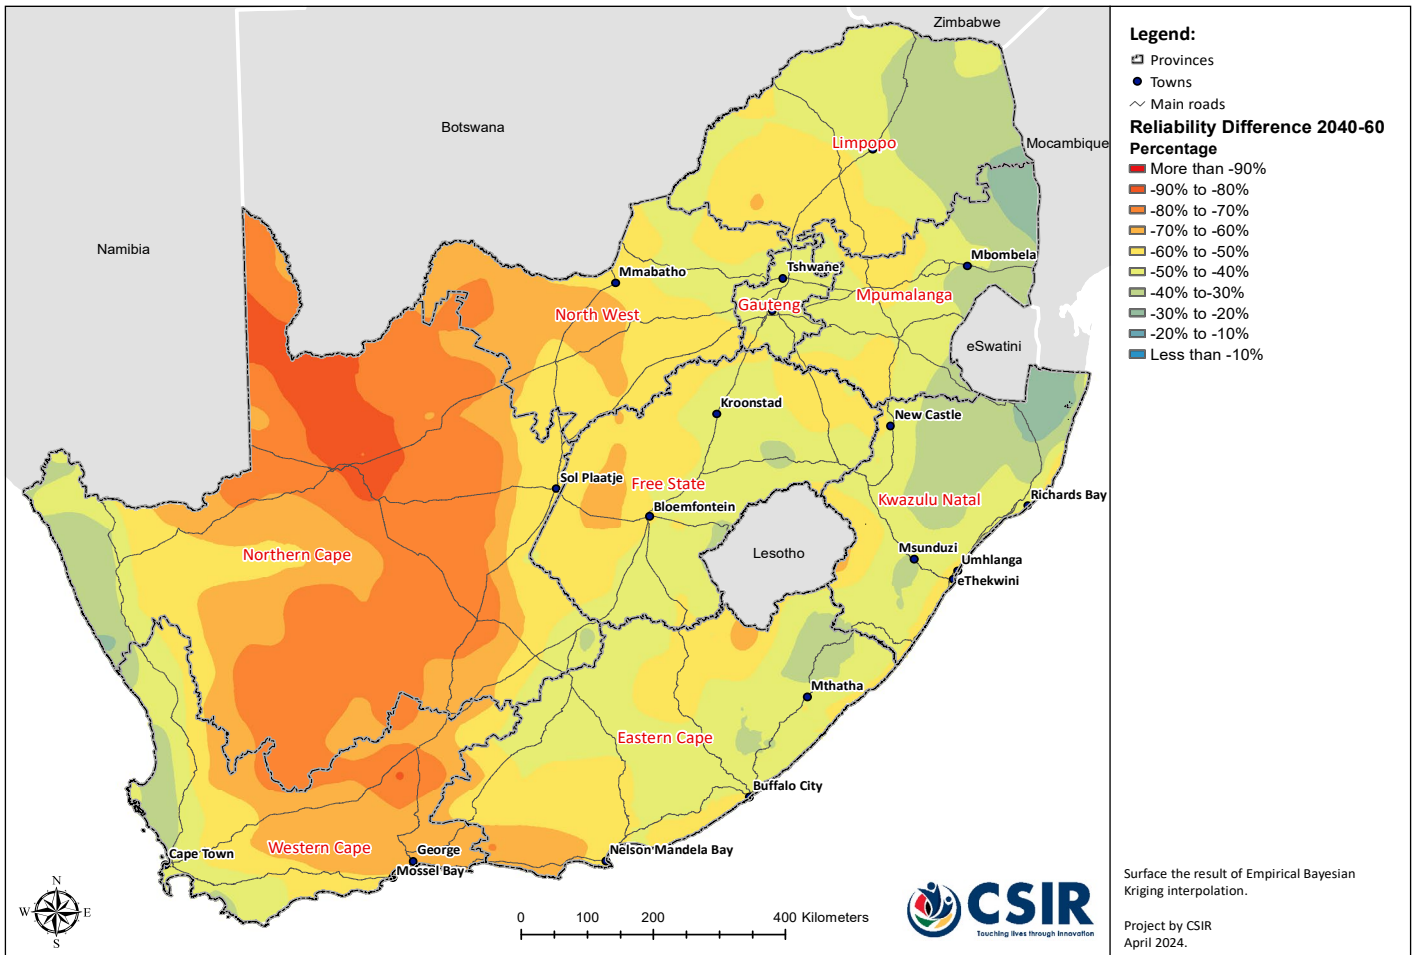 Zimbabwe
Botswana
Mocambique
Namibia
Limpopo
Mmabatho
Tshwane
Mbombela
North West
Gauteng
Mpumalanga
eSwatini
Kroonstad
New Castle
Sol Plaatje
Free State
Bloemfontein
Kwazulu Natal
Richards Bay
Northern Cape
Lesotho
Msunduzi
Umhlanga
eThekwini
Mthatha
Eastern Cape
Buffalo City
Western Cape
George
Nelson Mandela Bay
Cape Town
Mossel Bay
N
W
E
S
0
100
200
400 Kilometers
CSIR
Touching lives through innovation
Legend:
Provinces
Towns
Main roads
Reliability Difference 2040-60
Percentage
More than -90%
-90% to -80%
-80% to -70%
-70% to -60%
-60% to -50%
-50% to -40%
-40% to-30%
-30% to -20%
-20% to -10%
Less than -10%
Surface the result of Empirical Bayesian
Kriging interpolation.
Project by CSIR
April 2024.